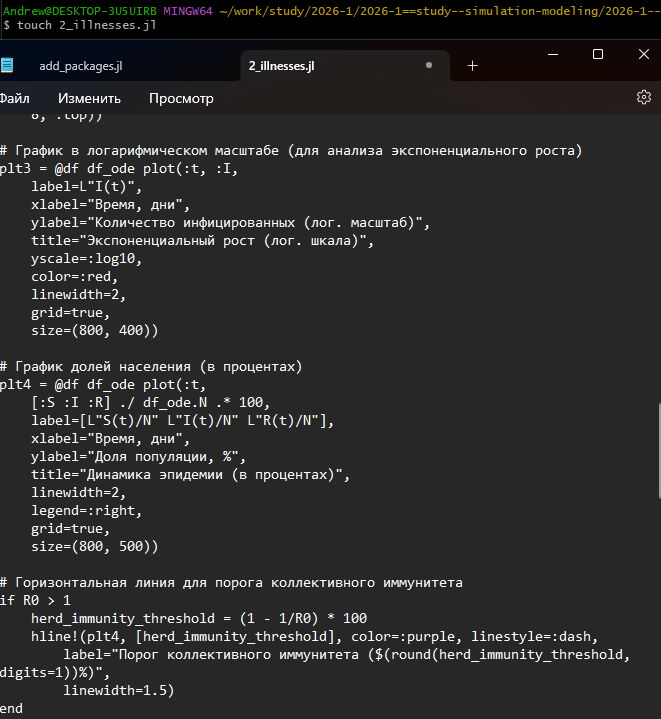 Andrew@DESKTOP-3U5UIRB MINGW64 ~/work/study/2026-1/2026-1==study--simulation-modeling/2026-1--
$ touch 2_illnesses.jl
add_packages.jl
2_illnesses.jl
Файл Изменить Просмотр
8, :top))
# График в логарифмическом масштабе (для анализа экспоненциального роста)
plt3 = @df df_ode plot(:t, :I,
label=L"I(t)",
xlabel="Время, дни",
ylabel="Количество инфицированных (лог. масштаб)",
title="Экспоненциальный рост (лог. шкала)",
yscale=:log10,
color=:red,
linewidth=2,
grid=true,
size=(800, 400))
# График долей населения (в процентах)
plt4 = @df df_ode plot(:t,
[:S :I :R] ./ df_ode.N .* 100,
label=[L"S(t)/N" L"I(t)/N" L"R(t)/N"],
xlabel="Время, дни",
ylabel="Доля популяции, %",
title="Динамика эпидемии (в процентах)",
linewidth=2,
legend=:right,
grid=true,
size=(800, 500))
# Горизонтальная линия для порога коллективного иммунитета
if R0 > 1
herd_immunity_threshold = (1 - 1/R0) * 100
hline!(plt4, [herd_immunity_threshold], color=:purple, linestyle=:dash,
label="Порог коллективного иммунитета ($(round(herd_immunity_threshold,
digits=1))%)",
linewidth=1.5)
end